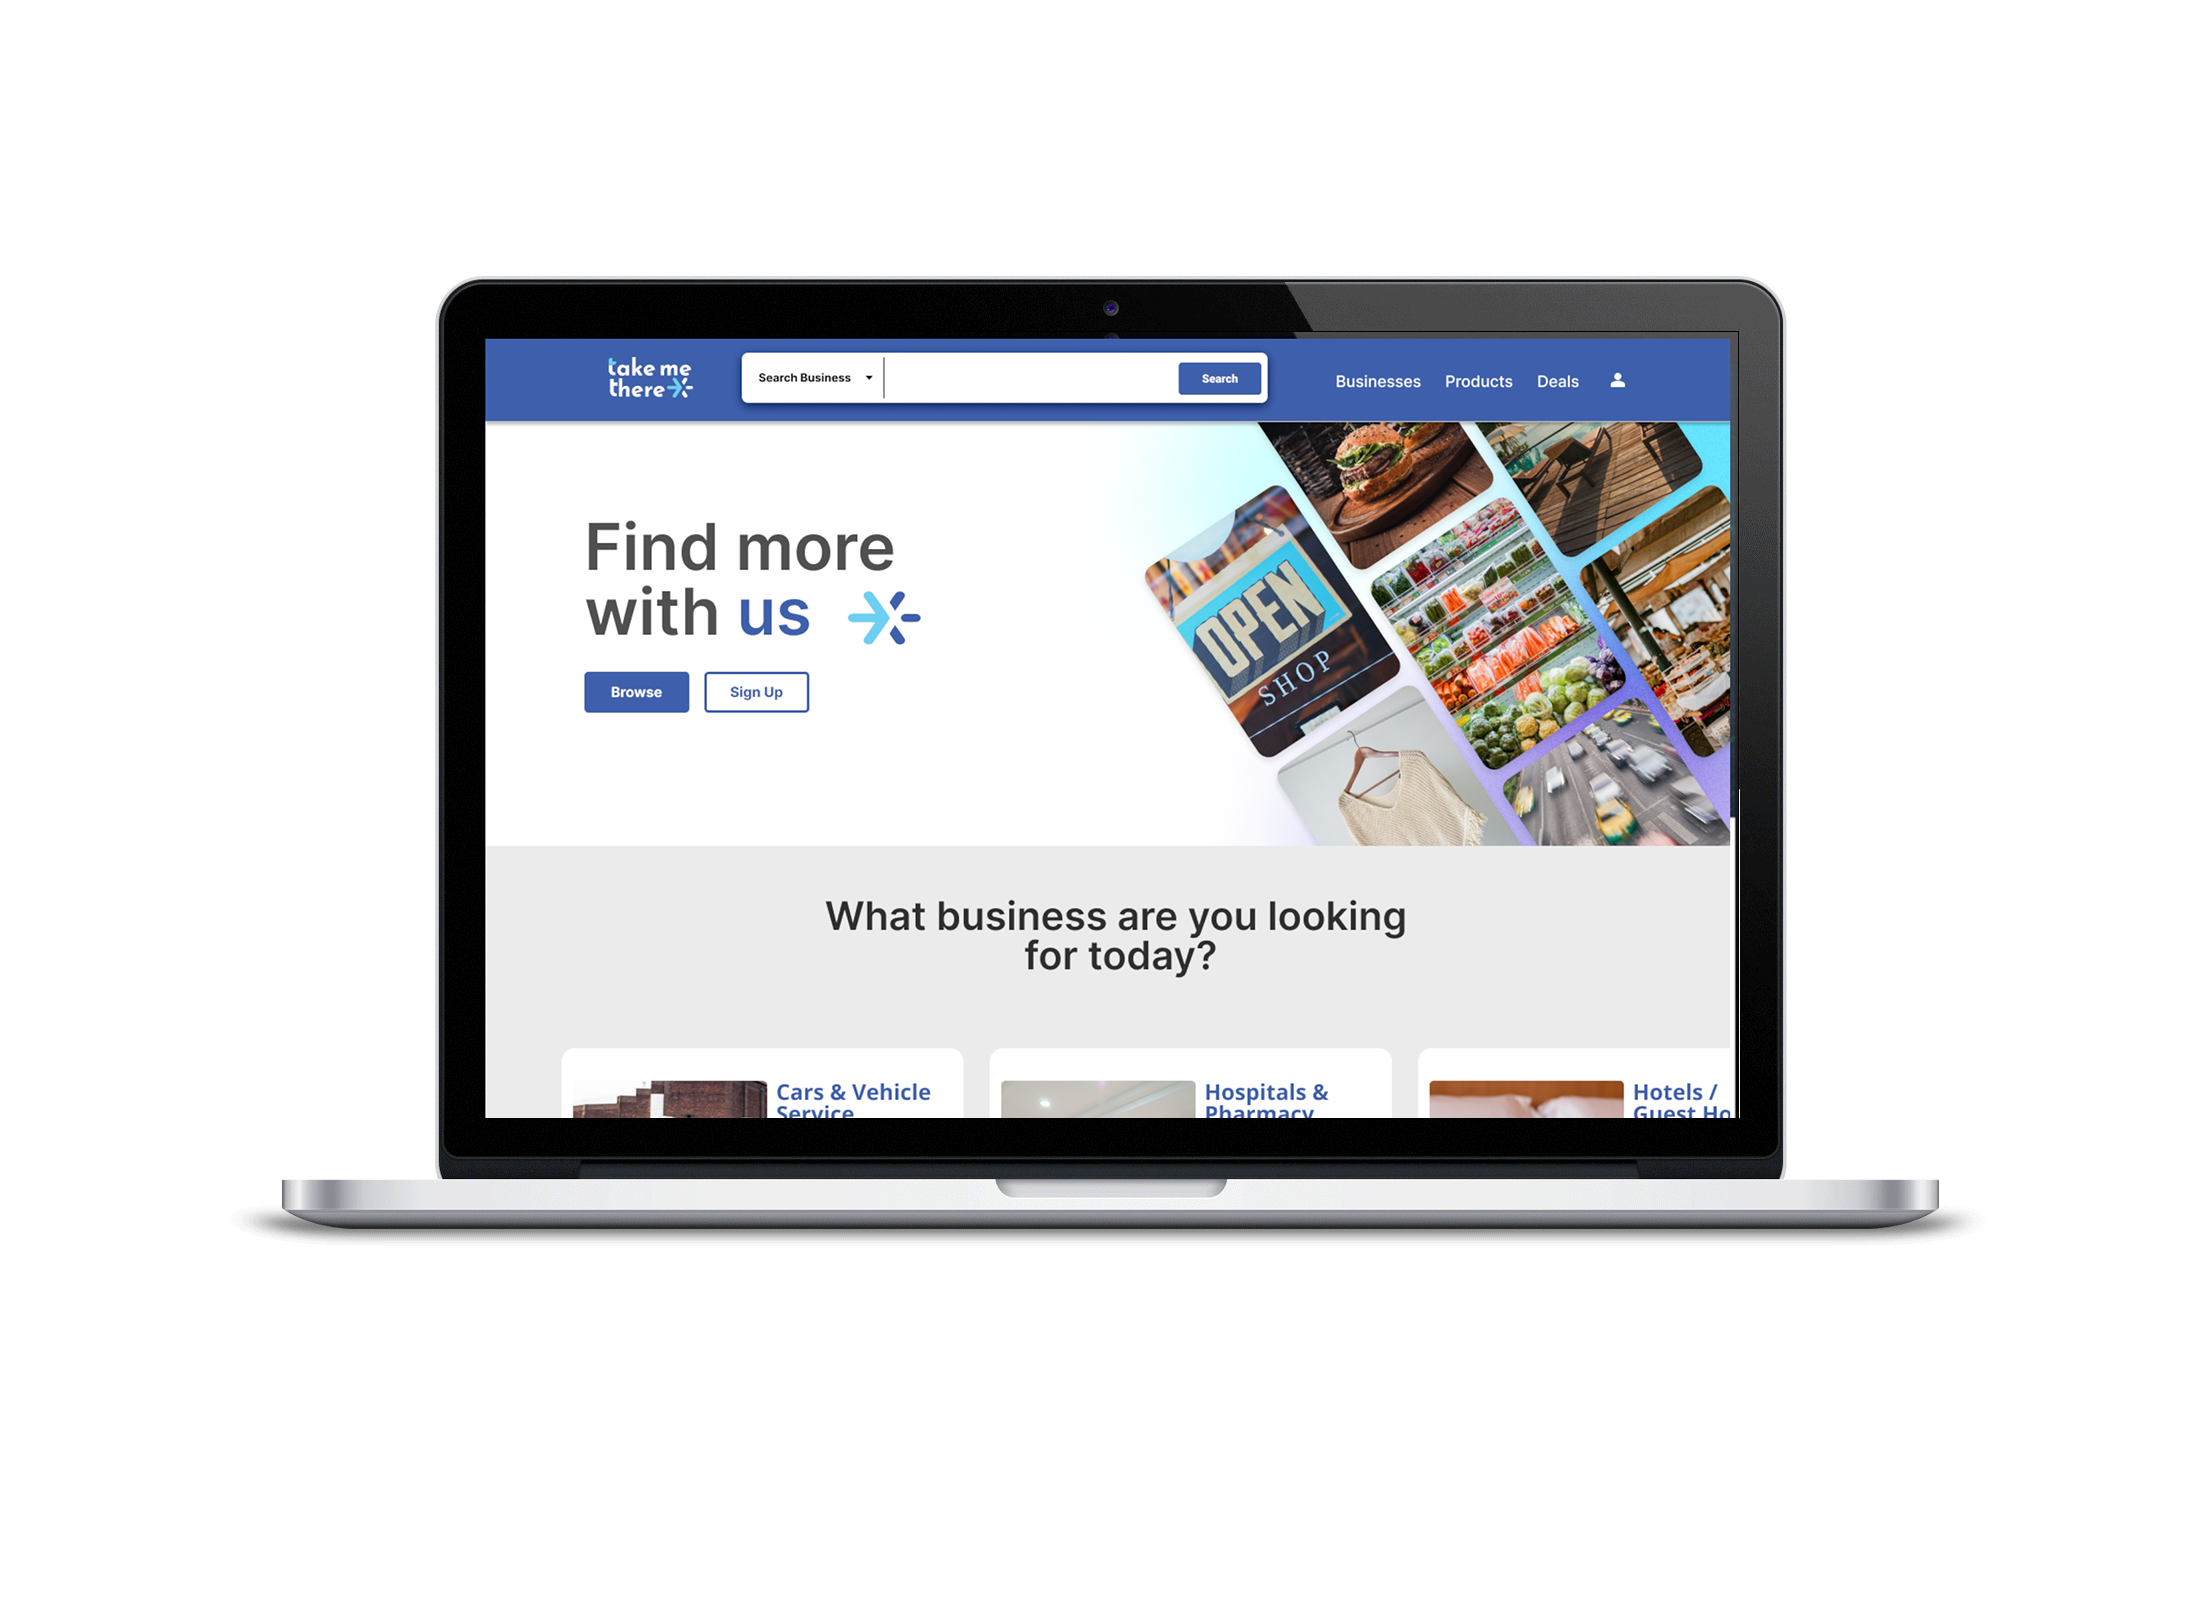 take me
there
Search Business
Search
Businesses
Products
Deals
Find more
with us
Browse
Sign Up
OPEN
SHOP
What business are you looking
for today?
Cars & Vehicle
Service
Hospitals &
Pharmacy
Hotels /
Guest Ho